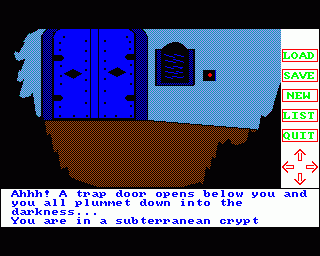 LOAD
SAVE
NEW
LIST
QUIT
Ahhh! A trap door opens below you and
you all plummet down into the
darkness...
You are in a subterranean crypt